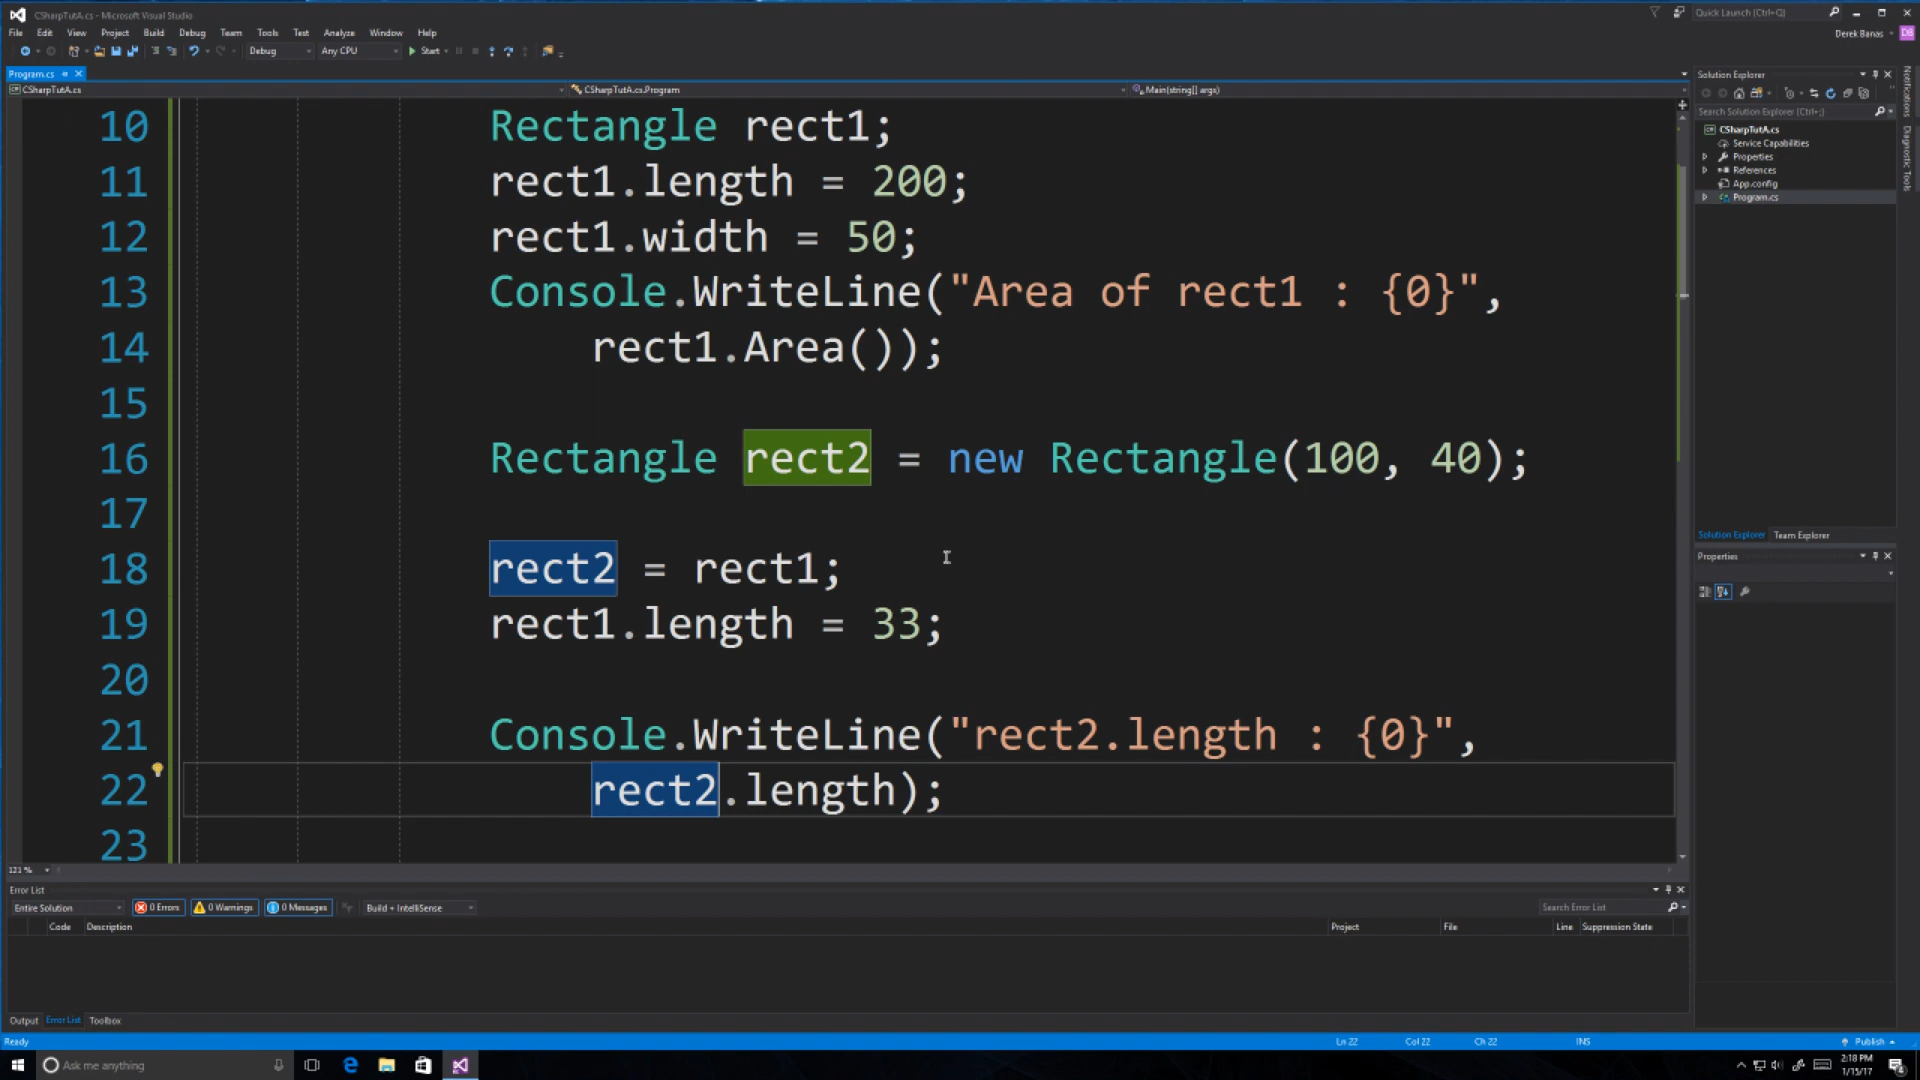 CSharpTutA.cs - Microsoft Visual Studio
Quick Launch (Ctrl+Q)
File Edit View Project Build Debug Team Tools Test Analyze Window Help
Derek Banas DB
Debug Any CPU Start
Program.cs
CSharpTutA.cs CSharpTutA.cs.Program Main(string[] args)
10 Rectangle rect1;
11 rect1.length = 200;
12 rect1.width = 50;
13 Console.WriteLine("Area of rect1 : {0}",
14 rect1.Area());
15
16 Rectangle rect2 = new Rectangle(100, 40);
17
18 rect2 = rect1;
19 rect1.length = 33;
20
21 Console.WriteLine("rect2.length : {0}",
22 rect2.length);
23
121 %
Solution Explorer
Search Solution Explorer (Ctrl+;)
CSharpTutA.cs
Service Capabilities
Properties
References
App.config
Program.cs
Solution Explorer Team Explorer
Properties
Notifications
Diagnostic Tools
Error List
Entire Solution 0 Errors 0 Warnings 0 Messages Build + IntelliSense Search Error List
Code Description Project File Line Suppression State
Output Error List Toolbox
Ready Ln 22 Col 22 Ch 22 INS Publish
Ask me anything
2:18 PM
1/15/17